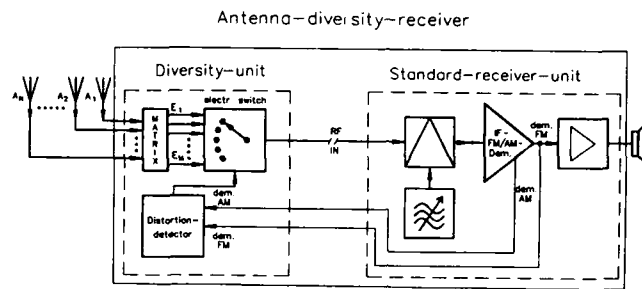 Antenna-diversity-receiver
Diversity-unit
Standard-receiver-unit
A_N A_2 A_1
MATRIX
E_1
E_M
electr. switch
RF
IN
IF-
FM/AM-
Dem.
dem.
FM
dem.
AM
dem.
AM
dem.
FM
Distortion-
detector